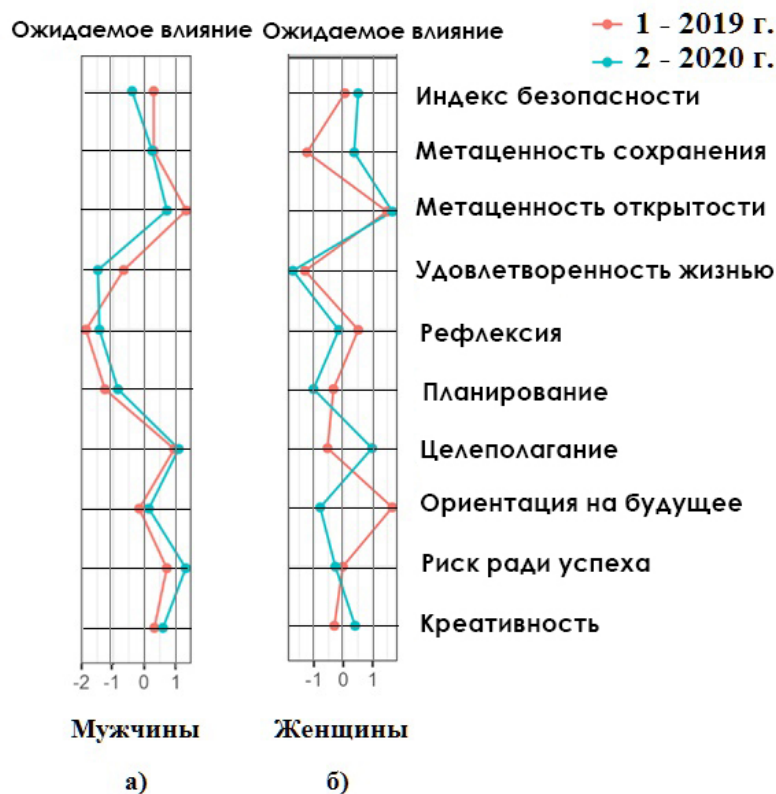 Ожидаемое влияние Ожидаемое влияние
1 - 2019 г.
2 - 2020 г.
Индекс безопасности
Метаценность сохранения
Метаценность открытости
Удовлетворенность жизнью
Рефлексия
Планирование
Целеполагание
Ориентация на будущее
Риск ради успеха
Креативность
-2 -1 0 1 -1 0 1
Мужчины Женщины
а) б)